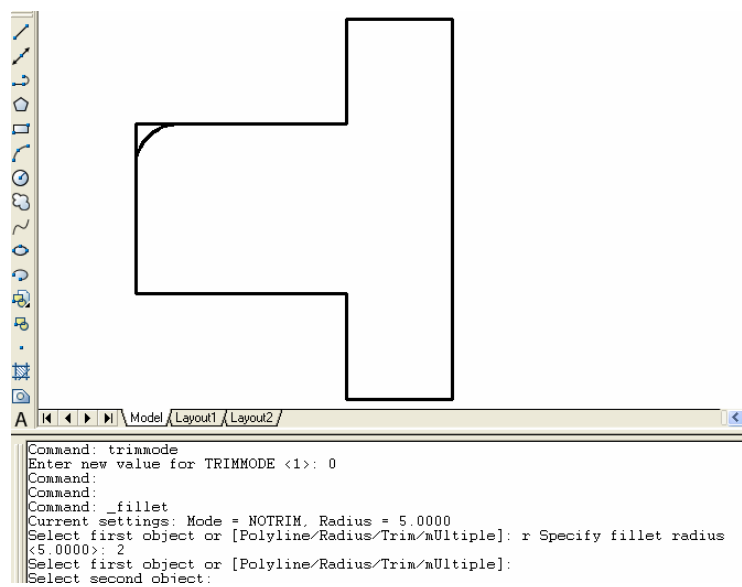 A
Model
Layout1
Layout2
Command: trimmode
Enter new value for TRIMMODE <1>: 0
Command:
Command:
Command: _fillet
Current settings: Mode = NOTRIM, Radius = 5.0000
Select first object or [Polyline/Radius/Trim/mUltiple]: r Specify fillet radius
<5.0000>: 2
Select first object or [Polyline/Radius/Trim/mUltiple]:
Select second object: